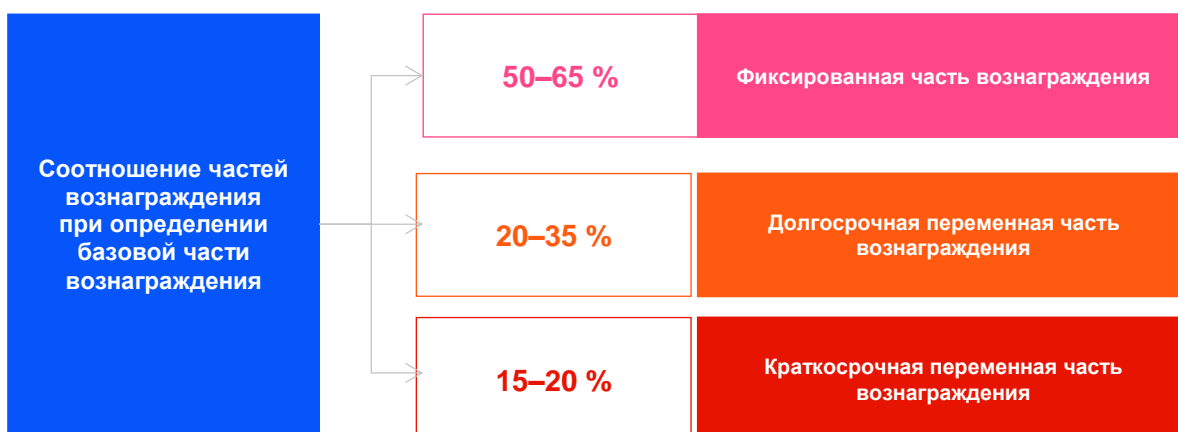 Соотношение частей
вознаграждения
при определении
базовой части
вознаграждения
50–65 %
Фиксированная часть вознаграждения
20–35 %
Долгосрочная переменная часть
вознаграждения
15–20 %
Краткосрочная переменная часть
вознаграждения